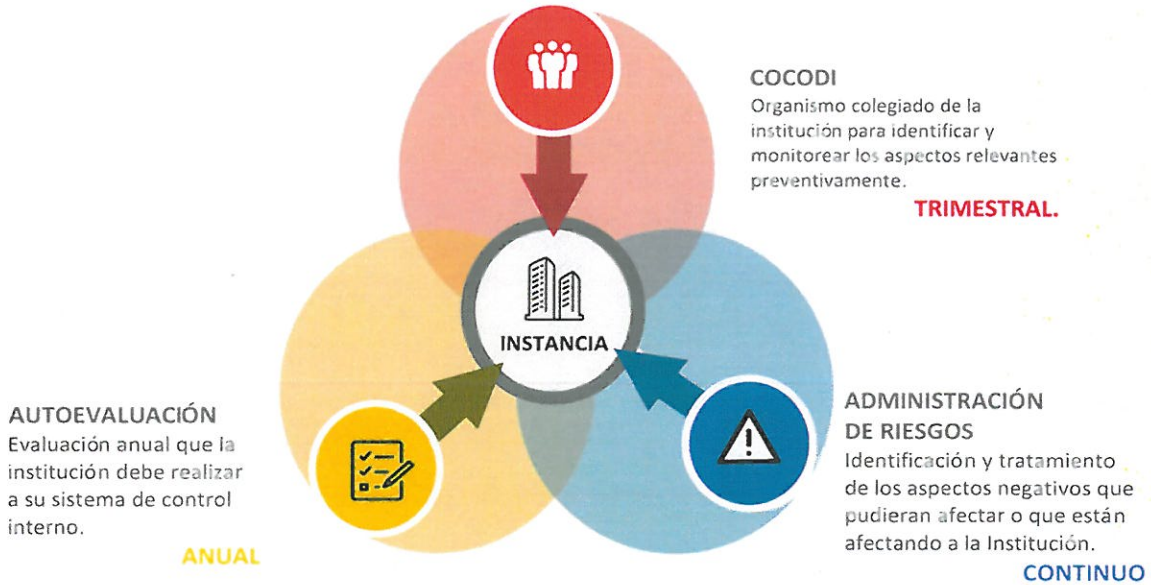 COCODI
Organismo colegiado de la
institución para identificar y
monitorear los aspectos relevantes
preventivamente.
TRIMESTRAL.
INSTANCIA
AUTOEVALUACIÓN
Evaluación anual que la
institución debe realizar
a su sistema de control
interno.
ANUAL
ADMINISTRACIÓN
DE RIESGOS
Identificación y tratamiento
de los aspectos negativos que
pudieran afectar o que están
afectando a la Institución.
CONTINUO